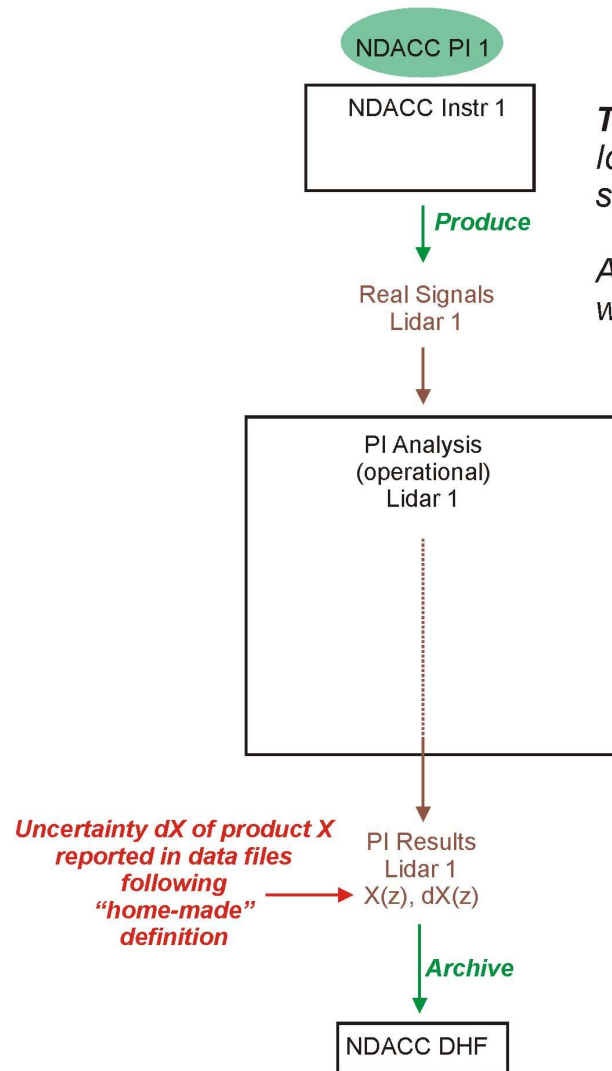 NDACC PI 1
NDACC Instr 1
Produce
Real Signals
Lidar 1
PI Analysis
(operational)
Lidar 1
Uncertainty dX of product X
reported in data files
following
“home-made”
definition
PI Results
Lidar 1
X(z), dX(z)
Archive
NDACC DHF